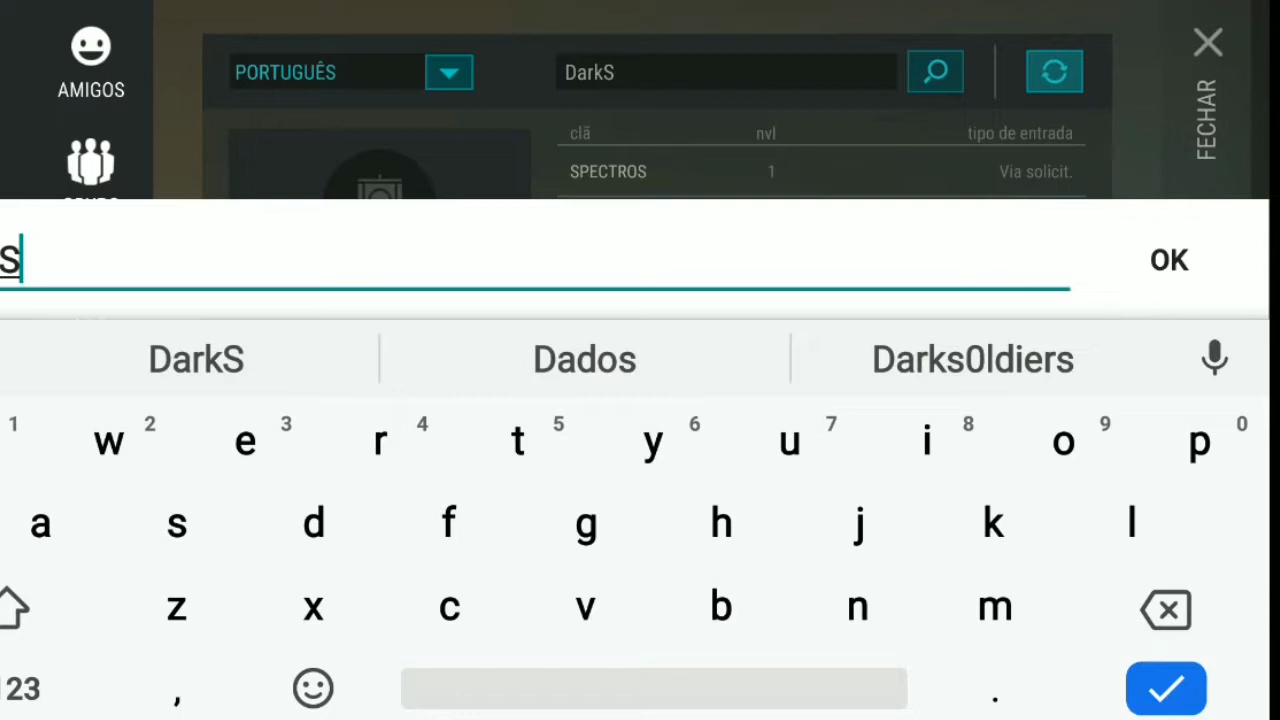 AMIGOS
PORTUGUÊS
DarkS
FECHAR
clã nvl tipo de entrada
SPECTROS 1 Via solicit.
S
OK
DarkS Dados Darks0ldiers
1 2 3 4 5 6 7 8 9 0
w e r t y u i o p
a s d f g h j k l
z x c v b n m
123 , .